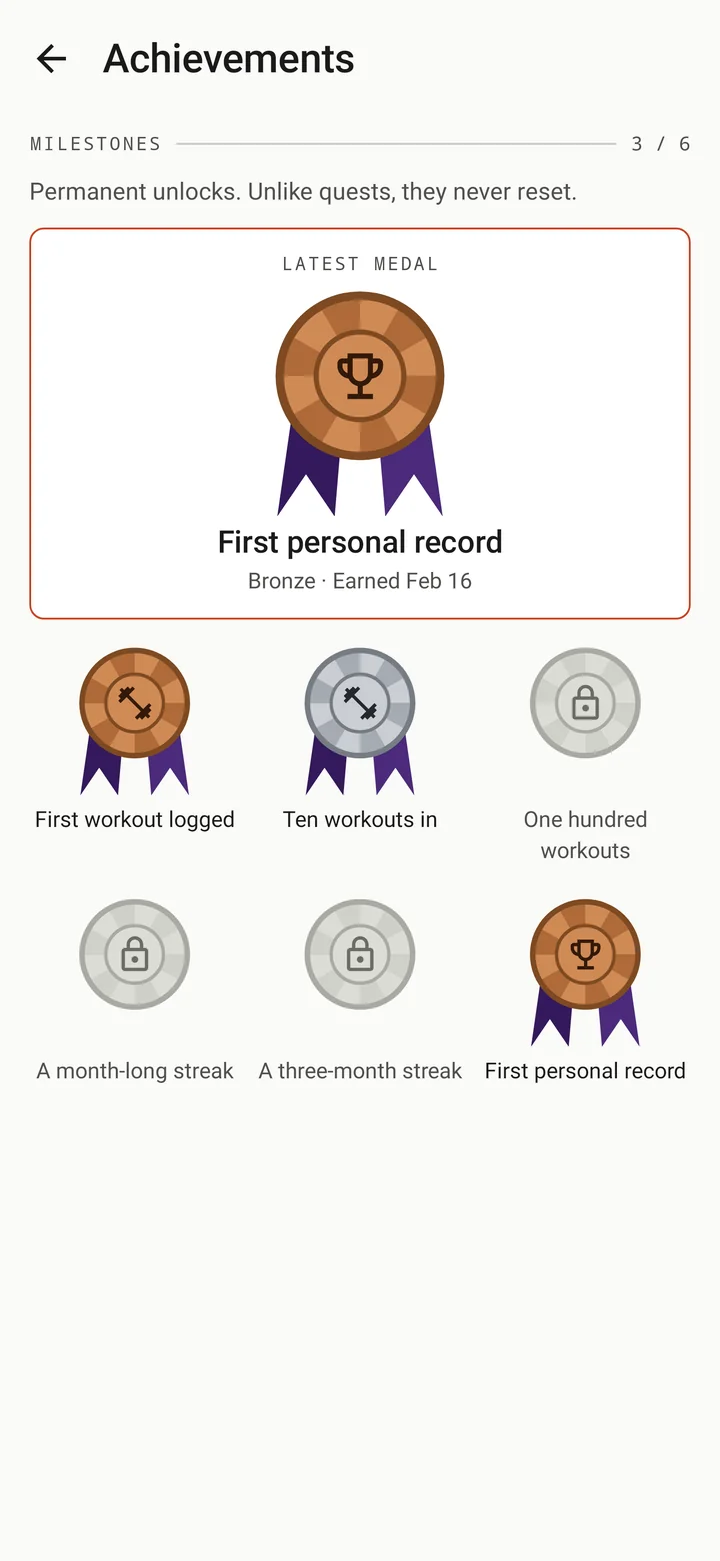 Achievements
MILESTONES 3 / 6
Permanent unlocks. Unlike quests, they never reset.
LATEST MEDAL
First personal record
Bronze · Earned Feb 16
First workout logged
Ten workouts in
One hundred
workouts
A month-long streak
A three-month streak
First personal record